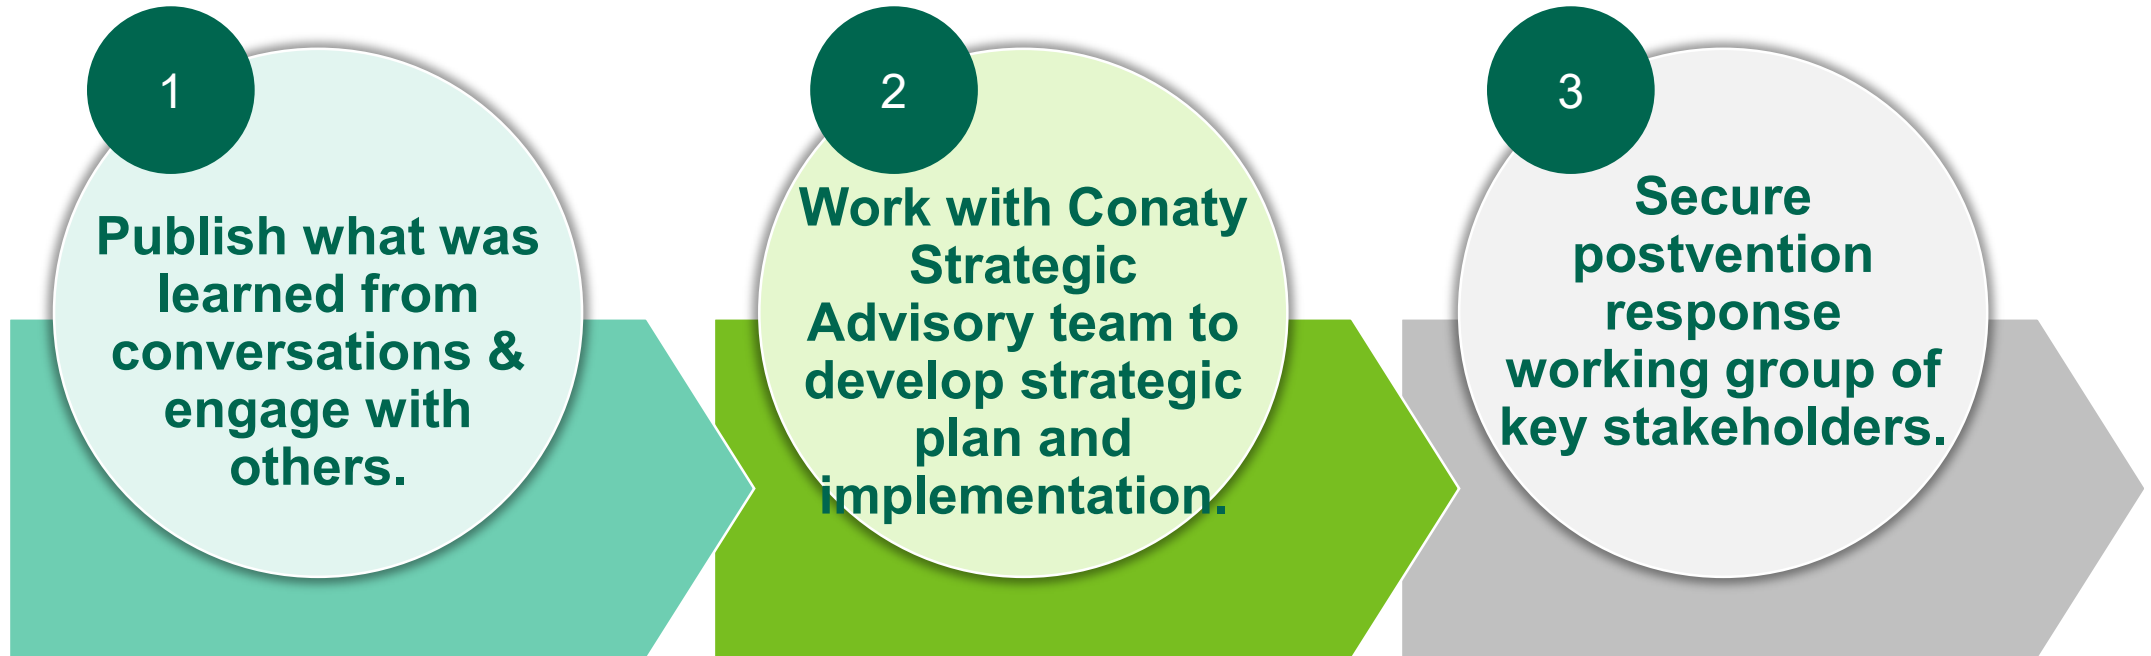 1
Publish what was
learned from
conversations &
engage with
others.
2
Work with Conaty
Strategic
Advisory team to
develop strategic
plan and
implementation.
3
Secure
postvention
response
working group of
key stakeholders.